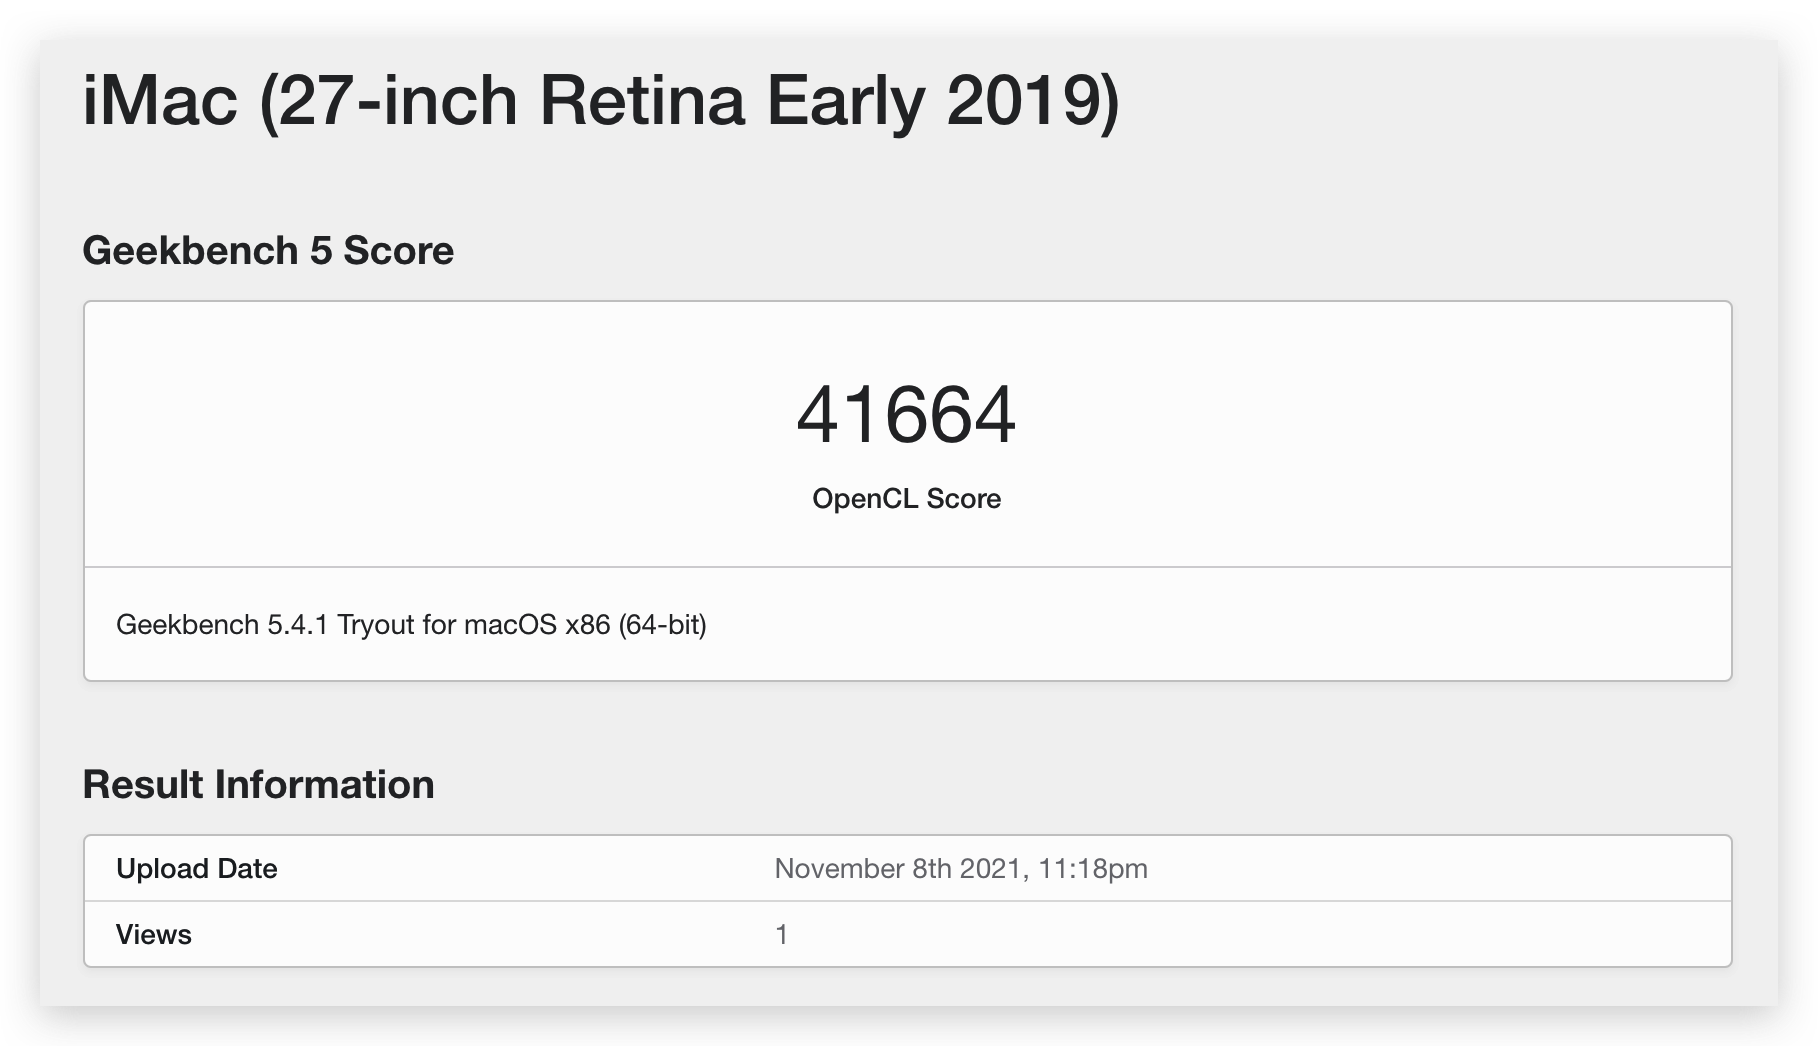 iMac (27-inch Retina Early 2019)
Geekbench 5 Score
41664
OpenCL Score
Geekbench 5.4.1 Tryout for macOS x86 (64-bit)
Result Information
Upload Date November 8th 2021, 11:18pm
Views 1